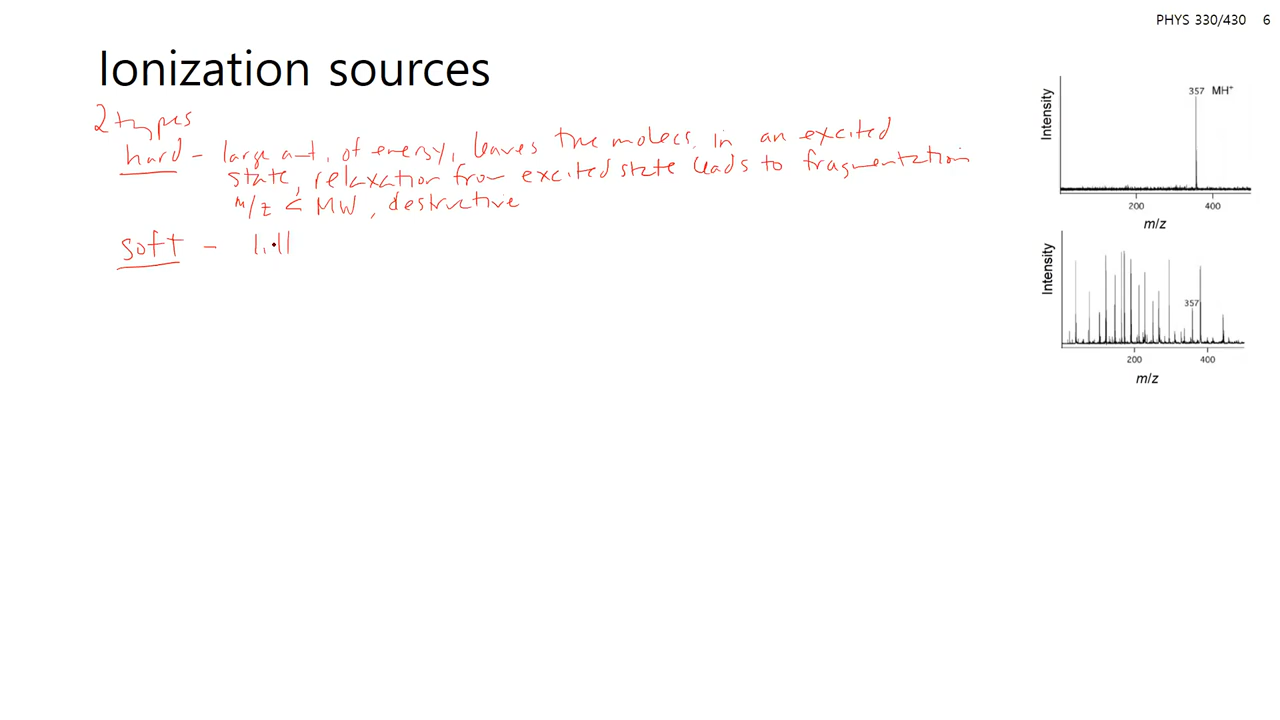 PHYS 330/430 6
Ionization sources
2 types
hard - large amt. of energy, leaves the molecs. in an excited
state, relaxation from excited state leads to fragmentation
m/z < MW, destructive
soft -
Intensity
357 MH⁺
200 400
m/z
Intensity
357
200 400
m/z